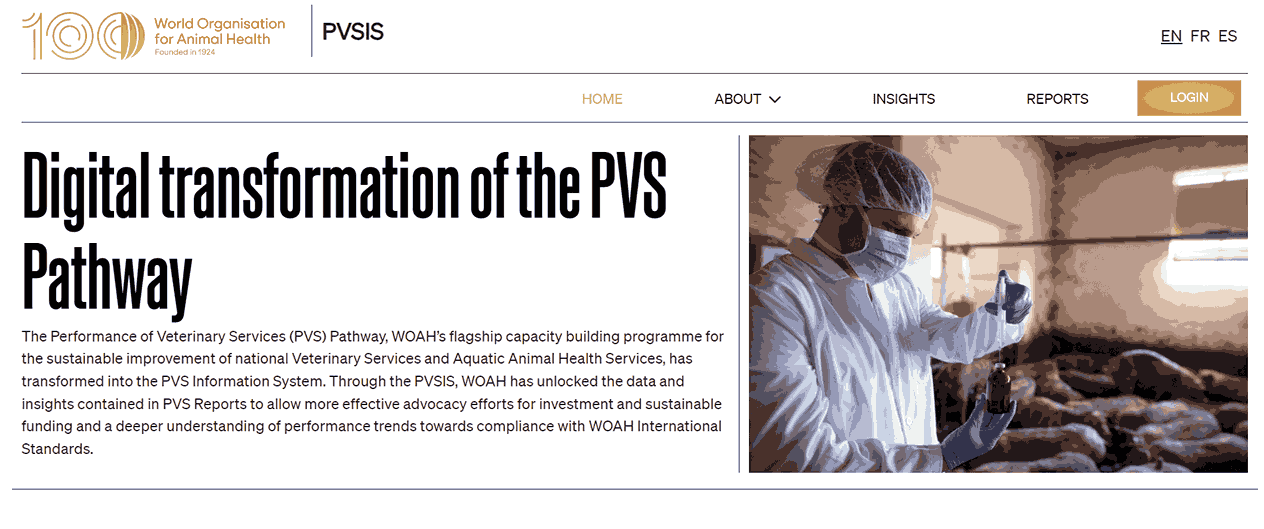 100 World Organisation
for Animal Health
Founded in 1924
PVSIS
EN FR ES
HOME ABOUT INSIGHTS REPORTS LOGIN
Digital transformation of the PVS
Pathway
The Performance of Veterinary Services (PVS) Pathway, WOAH’s flagship capacity building programme for
the sustainable improvement of national Veterinary Services and Aquatic Animal Health Services, has
transformed into the PVS Information System. Through the PVSIS, WOAH has unlocked the data and
insights contained in PVS Reports to allow more effective advocacy efforts for investment and sustainable
funding and a deeper understanding of performance trends towards compliance with WOAH International
Standards.